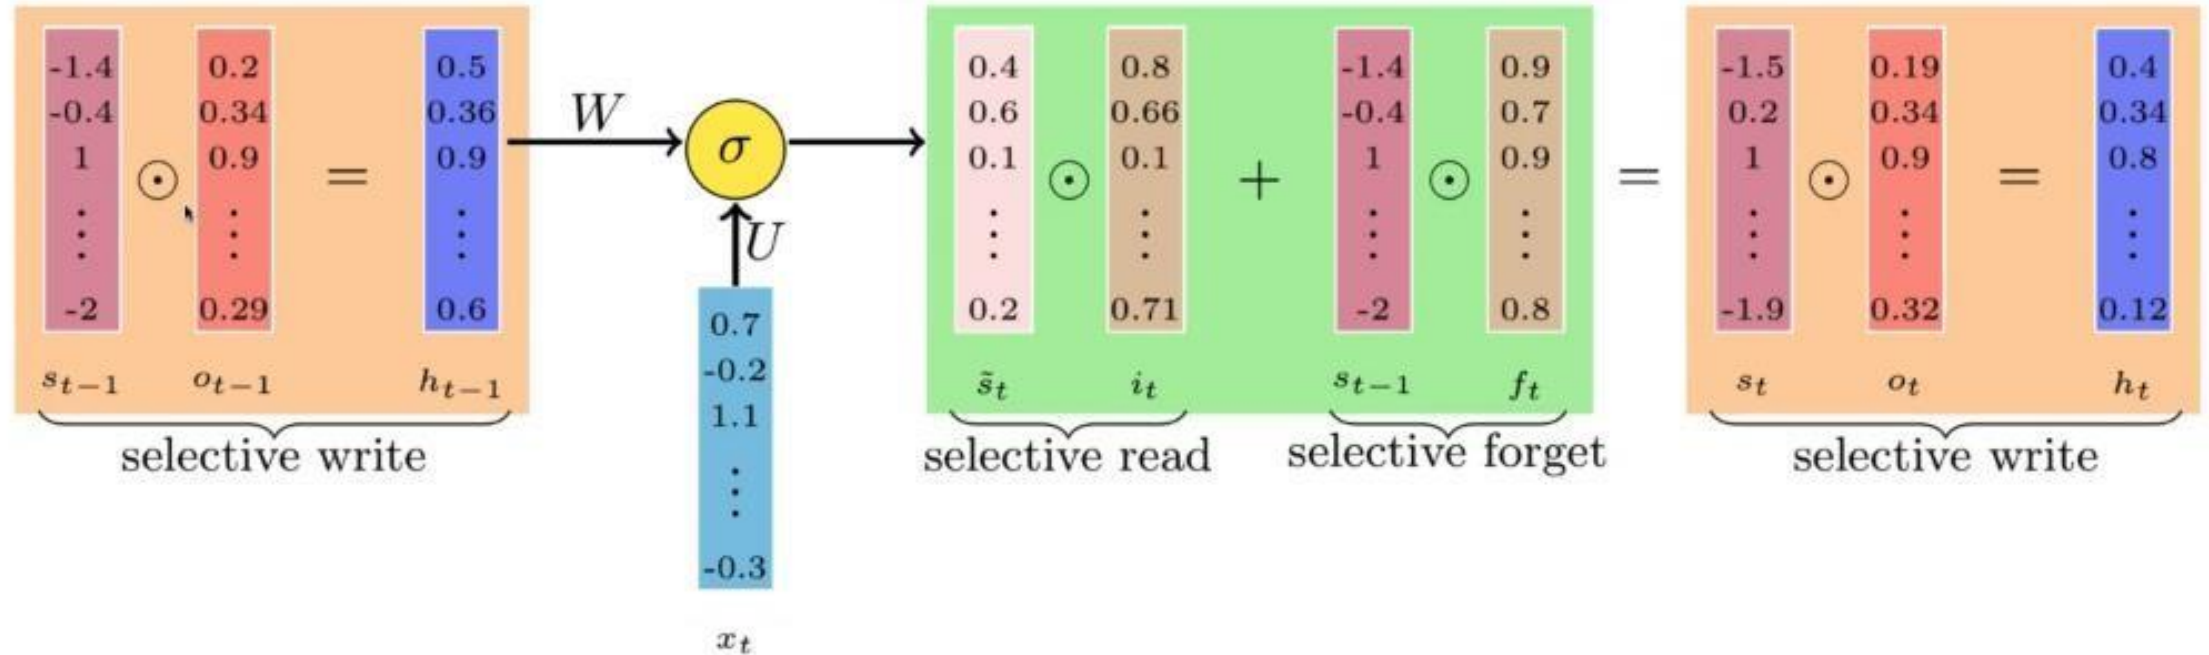 -1.4 0.2 0.5 0.4 0.8 -1.4 0.9 -1.5 0.19 0.4
-0.4 0.34 0.36 W 0.6 0.66 -0.4 0.7 0.2 0.34 0.34
1 0.9 0.9 σ 0.1 0.1 1 0.9 1 0.9 0.8
⊙ = ⊙ + ⊙ = ⊙ =
⋮ ⋮ ⋮ U ⋮ ⋮ ⋮ ⋮ ⋮ ⋮ ⋮
-2 0.29 0.6 0.2 0.71 -2 0.8 -1.9 0.32 0.12
s_{t−1} o_{t−1} h_{t−1} s̃_t i_t s_{t−1} f_t s_t o_t h_t
selective write selective read selective forget selective write
0.7
-0.2
1.1
⋮
-0.3
x_t